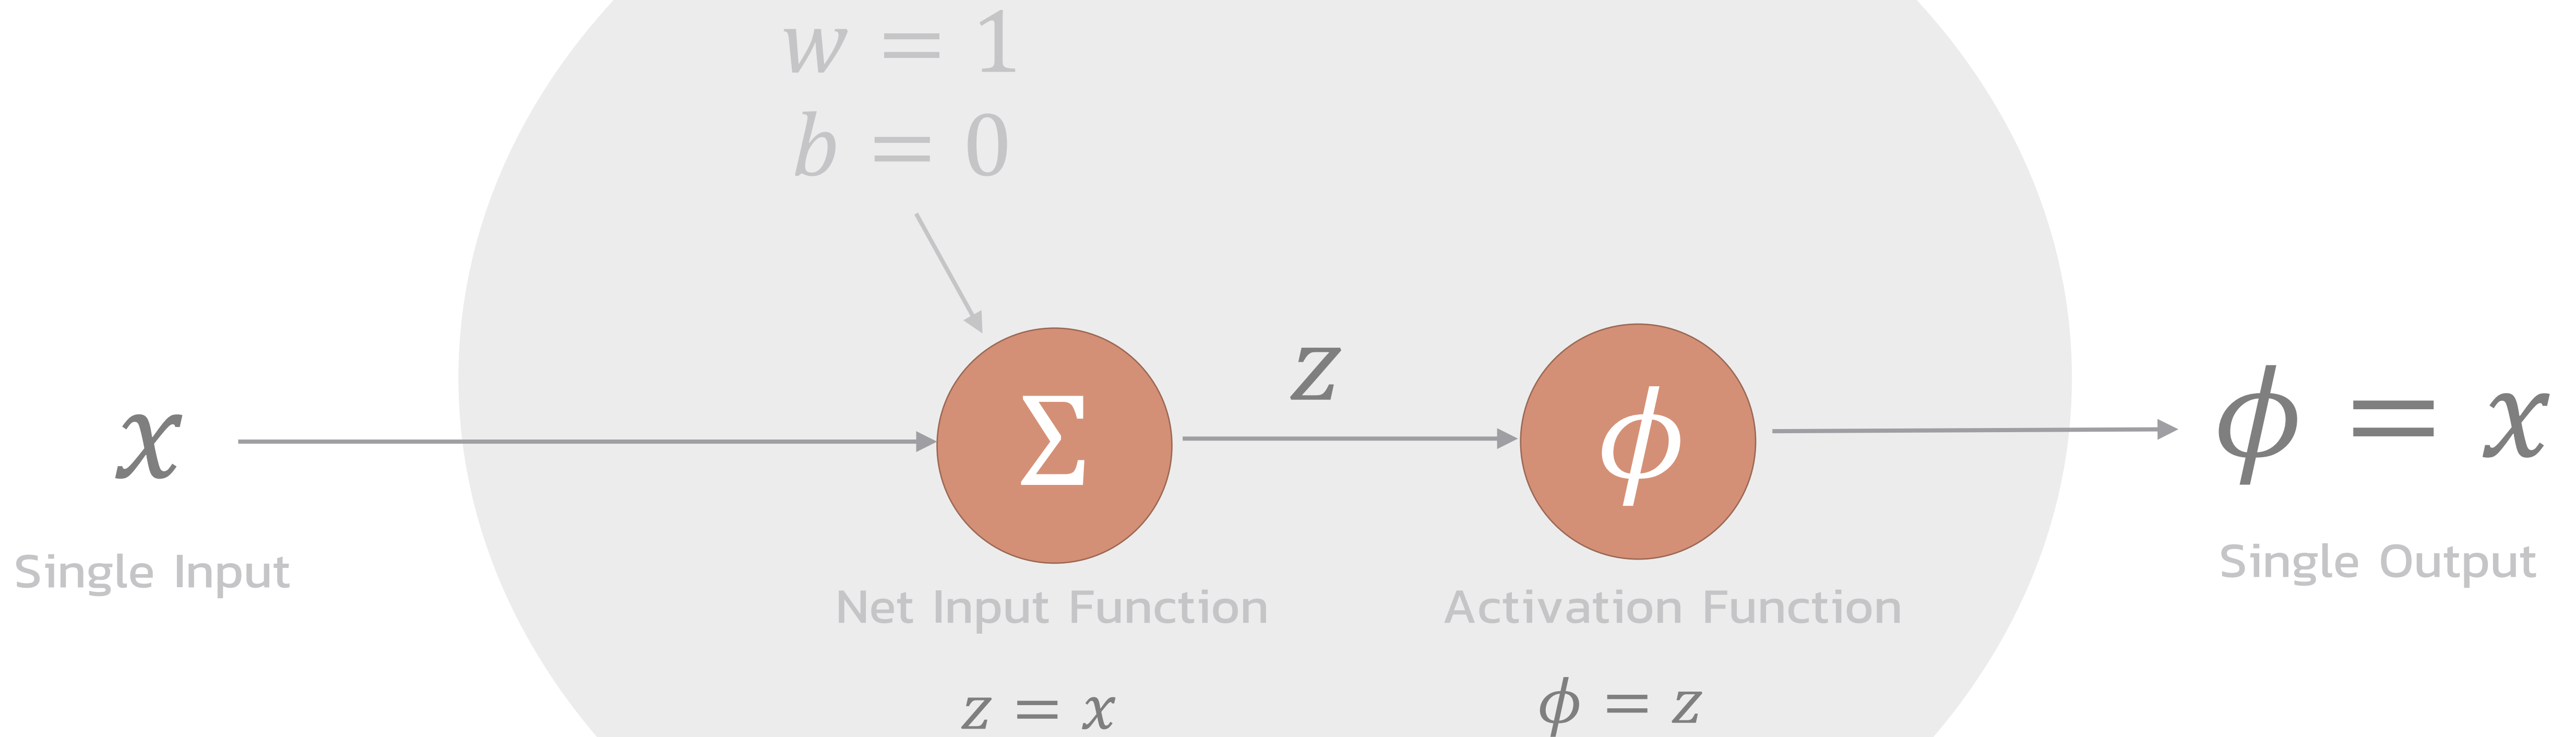 w = 1
b = 0
x
Σ
z
ϕ
ϕ = x
Single Input
Net Input Function
Activation Function
Single Output
z = x
ϕ = z